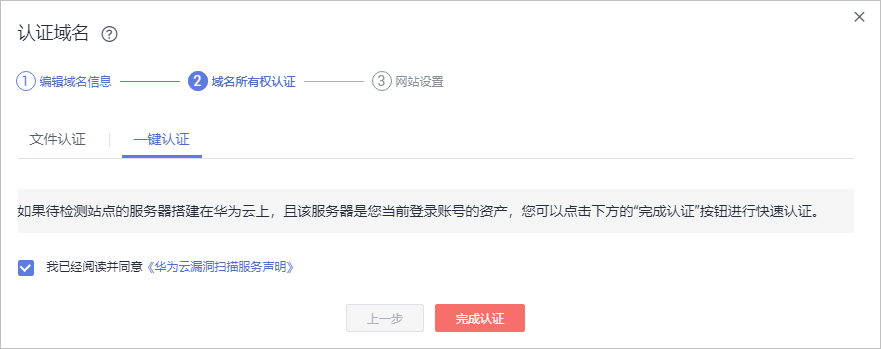 认证域名 ?
1 编辑域名信息 2 域名所有权认证 3 网站设置
文件认证 一键认证
如果待检测站点的服务器搭建在华为云上，且该服务器是您当前登录账号的资产，您可以点击下方的“完成认证”按钮进行快速认证。
我已经阅读并同意《华为云漏洞扫描服务声明》
上一步 完成认证